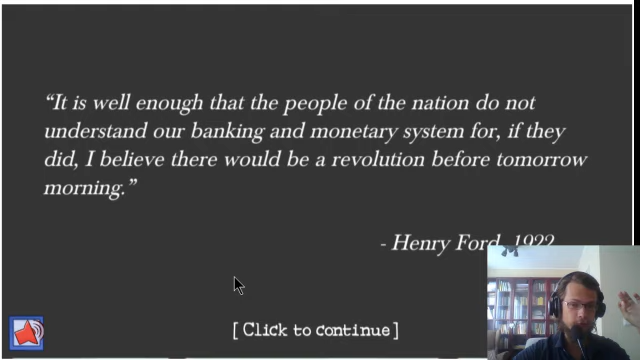 “It is well enough that the people of the nation do not
understand our banking and monetary system for, if they
did, I believe there would be a revolution before tomorrow
morning.”
- Henry Ford, 1922
[ Click to continue ]